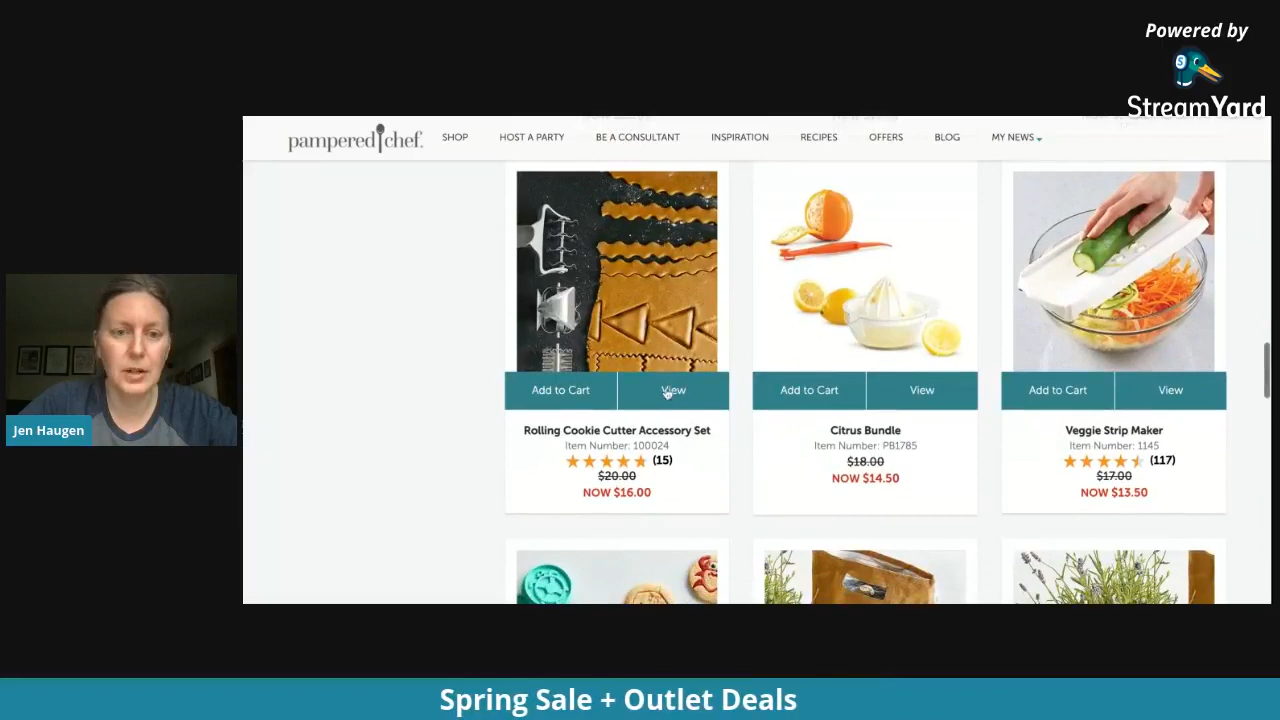 Powered by
StreamYard
pampered chef.
SHOP
HOST A PARTY
BE A CONSULTANT
INSPIRATION
RECIPES
OFFERS
BLOG
MY NEWS
Add to Cart
View
Add to Cart
View
Add to Cart
View
Rolling Cookie Cutter Accessory Set
Item Number: 100024
(15)
$20.00
NOW $16.00
Citrus Bundle
Item Number: PB1785
$18.00
NOW $14.50
Veggie Strip Maker
Item Number: 1145
(117)
$17.00
NOW $13.50
Jen Haugen
Spring Sale + Outlet Deals